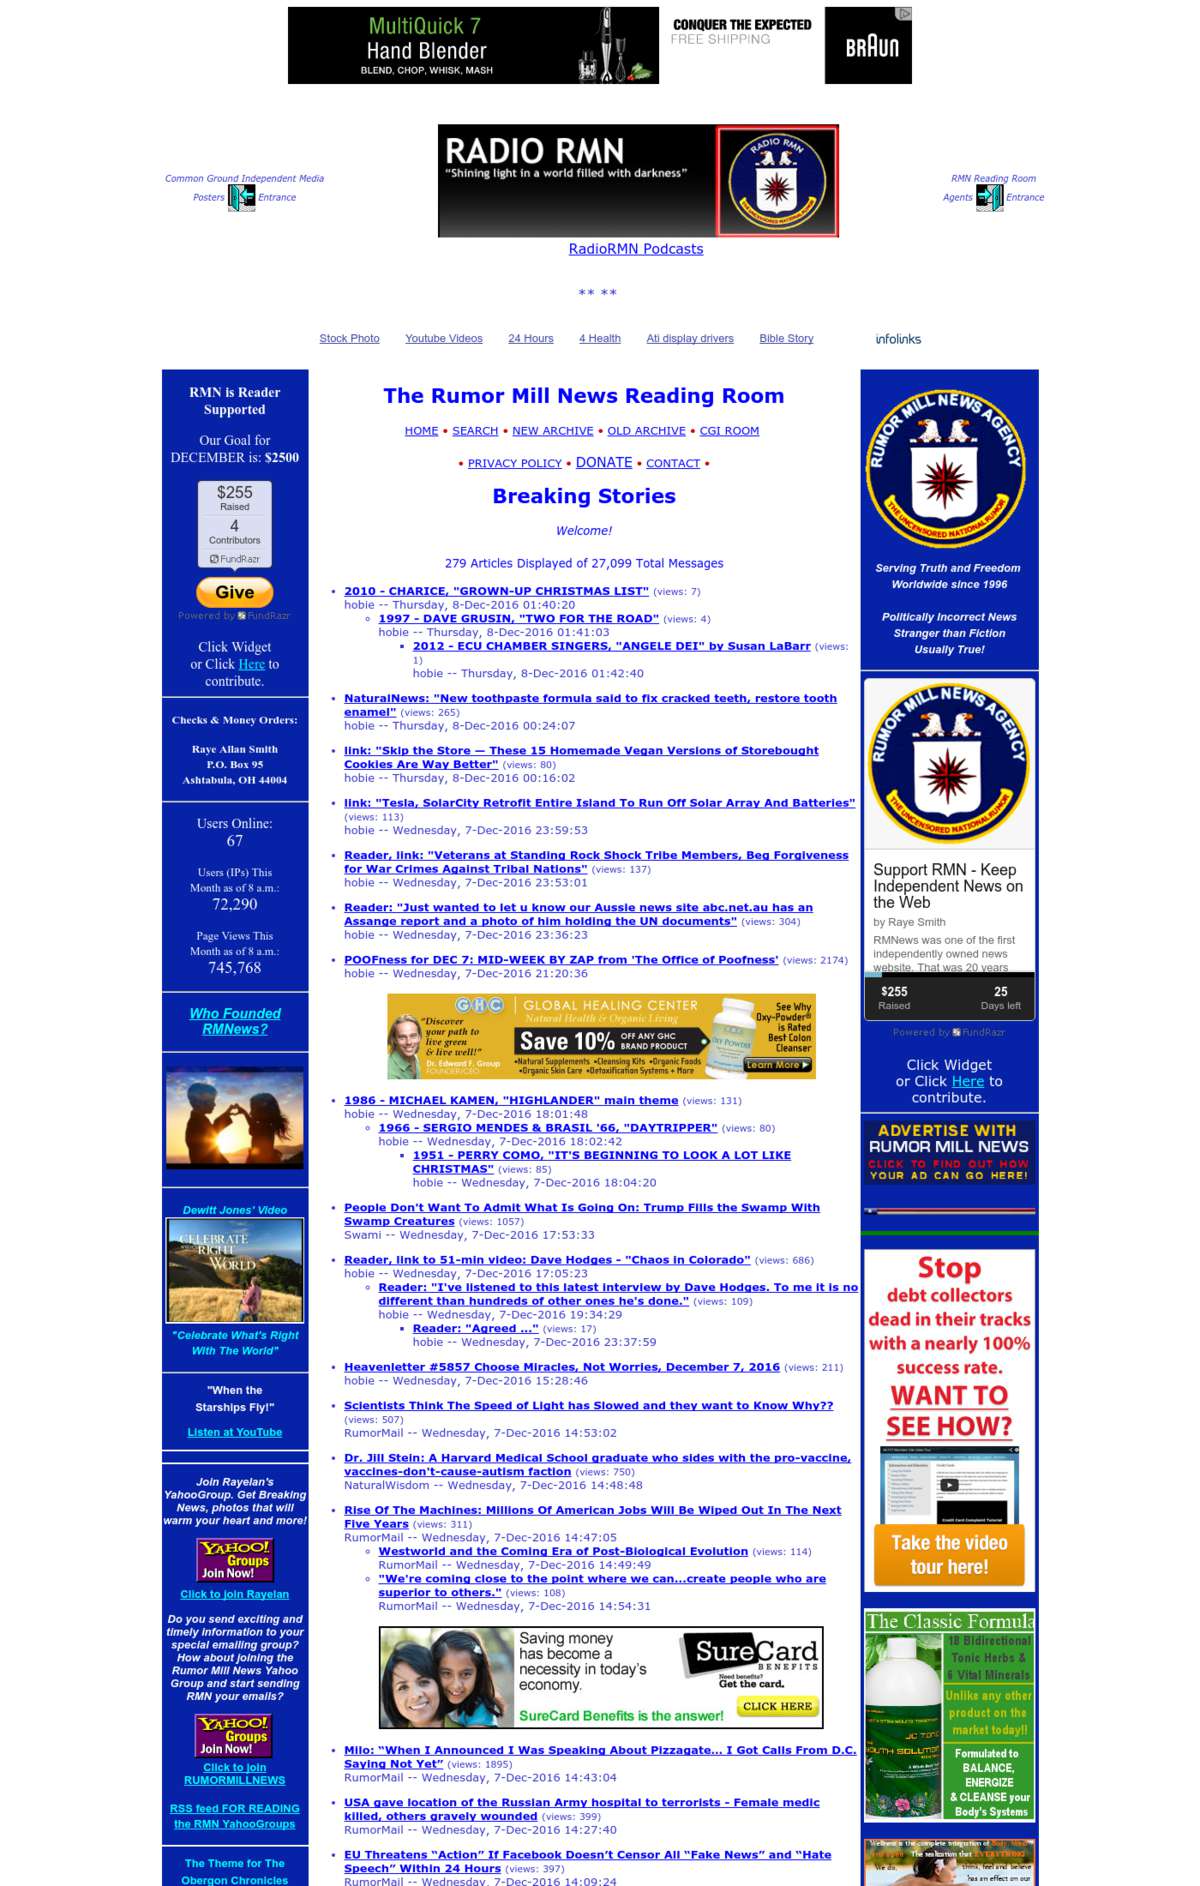 MultiQuick 7
Hand Blender
BLEND, CHOP, WHISK, MASH
CONQUER THE EXPECTED
FREE SHIPPING
BRAUN
Common Ground Independent Media
Posters Entrance
RADIO RMN
"Shining light in a world filled with darkness"
RADIO RMN
RMN Reading Room
Agents Entrance
RadioRMN Podcasts
** **
Stock Photo
Youtube Videos
24 Hours
4 Health
Ati display drivers
Bible Story
infolinks
RMN is Reader
Supported
Our Goal for
DECEMBER is: $2500
$255
Raised
4
Contributors
FundRazr
Give
Powered by FundRazr
Click Widget
or Click Here to
contribute.
Checks & Money Orders:
Raye Allan Smith
P.O. Box 95
Ashtabula, OH 44004
Users Online:
67
Users (IPs) This
Month as of 8 a.m.:
72,290
Page Views This
Month as of 8 a.m.:
745,768
Who Founded
RMNews?
Dewitt Jones' Video
CELEBRATE
RIGHT
WORLD
"Celebrate What's Right
With The World"
"When the
Starships Fly!"
Listen at YouTube
Join Rayelan's
YahooGroup. Get Breaking
News, photos that will
warm your heart and more!
YAHOO!
Groups
Join Now!
Click to join Rayelan
Do you send exciting and
timely information to your
special emailing group?
How about joining the
Rumor Mill News Yahoo
Group and start sending
RMN your emails?
YAHOO!
Groups
Join Now!
Click to join
RUMORMILLNEWS
RSS feed FOR READING
the RMN YahooGroups
The Theme for The
Obergon Chronicles
The Rumor Mill News Reading Room
HOME • SEARCH • NEW ARCHIVE • OLD ARCHIVE • CGI ROOM
• PRIVACY POLICY • DONATE • CONTACT •
Breaking Stories
Welcome!
279 Articles Displayed of 27,099 Total Messages
• 2010 - CHARICE, "GROWN-UP CHRISTMAS LIST" (views: 7)
hobie -- Thursday, 8-Dec-2016 01:40:20
1997 - DAVE GRUSIN, "TWO FOR THE ROAD" (views: 4)
hobie -- Thursday, 8-Dec-2016 01:41:03
2012 - ECU CHAMBER SINGERS, "ANGELE DEI" by Susan LaBarr (views:
1)
hobie -- Thursday, 8-Dec-2016 01:42:40
• NaturalNews: "New toothpaste formula said to fix cracked teeth, restore tooth
enamel" (views: 265)
hobie -- Thursday, 8-Dec-2016 00:24:07
• link: "Skip the Store — These 15 Homemade Vegan Versions of Storebought
Cookies Are Way Better" (views: 80)
hobie -- Thursday, 8-Dec-2016 00:16:02
• link: "Tesla, SolarCity Retrofit Entire Island To Run Off Solar Array And Batteries"
(views: 113)
hobie -- Wednesday, 7-Dec-2016 23:59:53
• Reader, link: "Veterans at Standing Rock Shock Tribe Members, Beg Forgiveness
for War Crimes Against Tribal Nations" (views: 137)
hobie -- Wednesday, 7-Dec-2016 23:53:01
• Reader: "Just wanted to let u know our Aussie news site abc.net.au has an
Assange report and a photo of him holding the UN documents" (views: 304)
hobie -- Wednesday, 7-Dec-2016 23:36:23
• POOFness for DEC 7: MID-WEEK BY ZAP from 'The Office of Poofness' (views: 2174)
hobie -- Wednesday, 7-Dec-2016 21:20:36
GHC
GLOBAL HEALING CENTER
Natural Health & Organic Living
"Discover
your path to
live green
& live well!"
Dr. Edward F. Group
FOUNDER/CEO
Save 10% OFF ANY GHC
BRAND PRODUCT
•Natural Supplements •Cleansing Kits •Organic Foods
•Organic Skin Care •Detoxification Systems + More
OXY POWDER
See Why
Oxy-Powder®
is Rated
Best Colon
Cleanser
Learn More
• 1986 - MICHAEL KAMEN, "HIGHLANDER" main theme (views: 131)
hobie -- Wednesday, 7-Dec-2016 18:01:48
1966 - SERGIO MENDES & BRASIL '66, "DAYTRIPPER" (views: 80)
hobie -- Wednesday, 7-Dec-2016 18:02:42
1951 - PERRY COMO, "IT'S BEGINNING TO LOOK A LOT LIKE
CHRISTMAS" (views: 85)
hobie -- Wednesday, 7-Dec-2016 18:04:20
• People Don't Want To Admit What Is Going On: Trump Fills the Swamp With
Swamp Creatures (views: 1057)
Swami -- Wednesday, 7-Dec-2016 17:53:33
• Reader, link to 51-min video: Dave Hodges - "Chaos in Colorado" (views: 686)
hobie -- Wednesday, 7-Dec-2016 17:05:23
Reader: "I've listened to this latest interview by Dave Hodges. To me it is no
different than hundreds of other ones he's done." (views: 109)
hobie -- Wednesday, 7-Dec-2016 19:34:29
Reader: "Agreed ..." (views: 17)
hobie -- Wednesday, 7-Dec-2016 23:37:59
• Heavenletter #5857 Choose Miracles, Not Worries, December 7, 2016 (views: 211)
hobie -- Wednesday, 7-Dec-2016 15:28:46
• Scientists Think The Speed of Light has Slowed and they want to Know Why??
(views: 507)
RumorMail -- Wednesday, 7-Dec-2016 14:53:02
• Dr. Jill Stein: A Harvard Medical School graduate who sides with the pro-vaccine,
vaccines-don't-cause-autism faction (views: 750)
NaturalWisdom -- Wednesday, 7-Dec-2016 14:48:48
• Rise Of The Machines: Millions Of American Jobs Will Be Wiped Out In The Next
Five Years (views: 311)
RumorMail -- Wednesday, 7-Dec-2016 14:47:05
Westworld and the Coming Era of Post-Biological Evolution (views: 114)
RumorMail -- Wednesday, 7-Dec-2016 14:49:49
"We're coming close to the point where we can...create people who are
superior to others." (views: 108)
RumorMail -- Wednesday, 7-Dec-2016 14:54:31
Saving money
has become a
necessity in today's
economy.
SureCard Benefits is the answer!
SureCard
BENEFITS
Need benefits?
Get the card.
CLICK HERE
• Milo: “When I Announced I Was Speaking About Pizzagate… I Got Calls From D.C.
Saying Not Yet” (views: 1895)
RumorMail -- Wednesday, 7-Dec-2016 14:43:04
• USA gave location of the Russian Army hospital to terrorists - Female medic
killed, others gravely wounded (views: 399)
RumorMail -- Wednesday, 7-Dec-2016 14:27:40
• EU Threatens “Action” If Facebook Doesn’t Censor All “Fake News” and “Hate
Speech” Within 24 Hours (views: 397)
RumorMail -- Wednesday, 7-Dec-2016 14:09:24
RUMOR MILL NEWS AGENCY
THE UNCENSORED NATIONAL RUMOR
Serving Truth and Freedom
Worldwide since 1996
Politically Incorrect News
Stranger than Fiction
Usually True!
RUMOR MILL NEWS AGENCY
THE UNCENSORED NATIONAL RUMOR
Support RMN - Keep
Independent News on
the Web
by Raye Smith
RMNews was one of the first
independently owned news
website. That was 20 years
$255
Raised
25
Days left
Powered by FundRazr
Click Widget
or Click Here to
contribute.
ADVERTISE WITH
RUMOR MILL NEWS
CLICK TO FIND OUT HOW
YOUR AD CAN GO HERE!
Stop
debt collectors
dead in their tracks
with a nearly 100%
success rate.
WANT TO
SEE HOW?
Credit Card Complaint Tutorial
Take the video
tour here!
The Classic Formula
18 Bidirectional
Tonic Herbs &
6 Vital Minerals
Unlike any other
product on the
market today!!
Formulated to
BALANCE,
ENERGIZE
& CLEANSE your
Body's Systems
JC TONIC
YOUTH SOLUTION
Wellness is the complete integration of Body, Mind,
The realization that EVERYTHING
We do,
think, feel and believe
has an effect on our